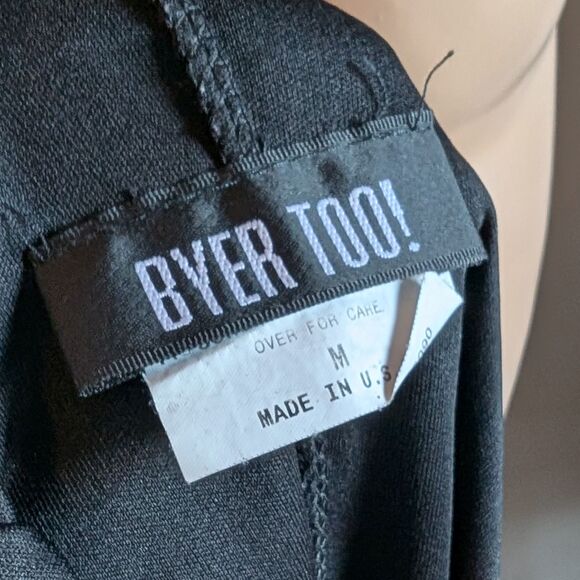 BYER TOO!
OVER FOR CARE
M
MADE IN U.S